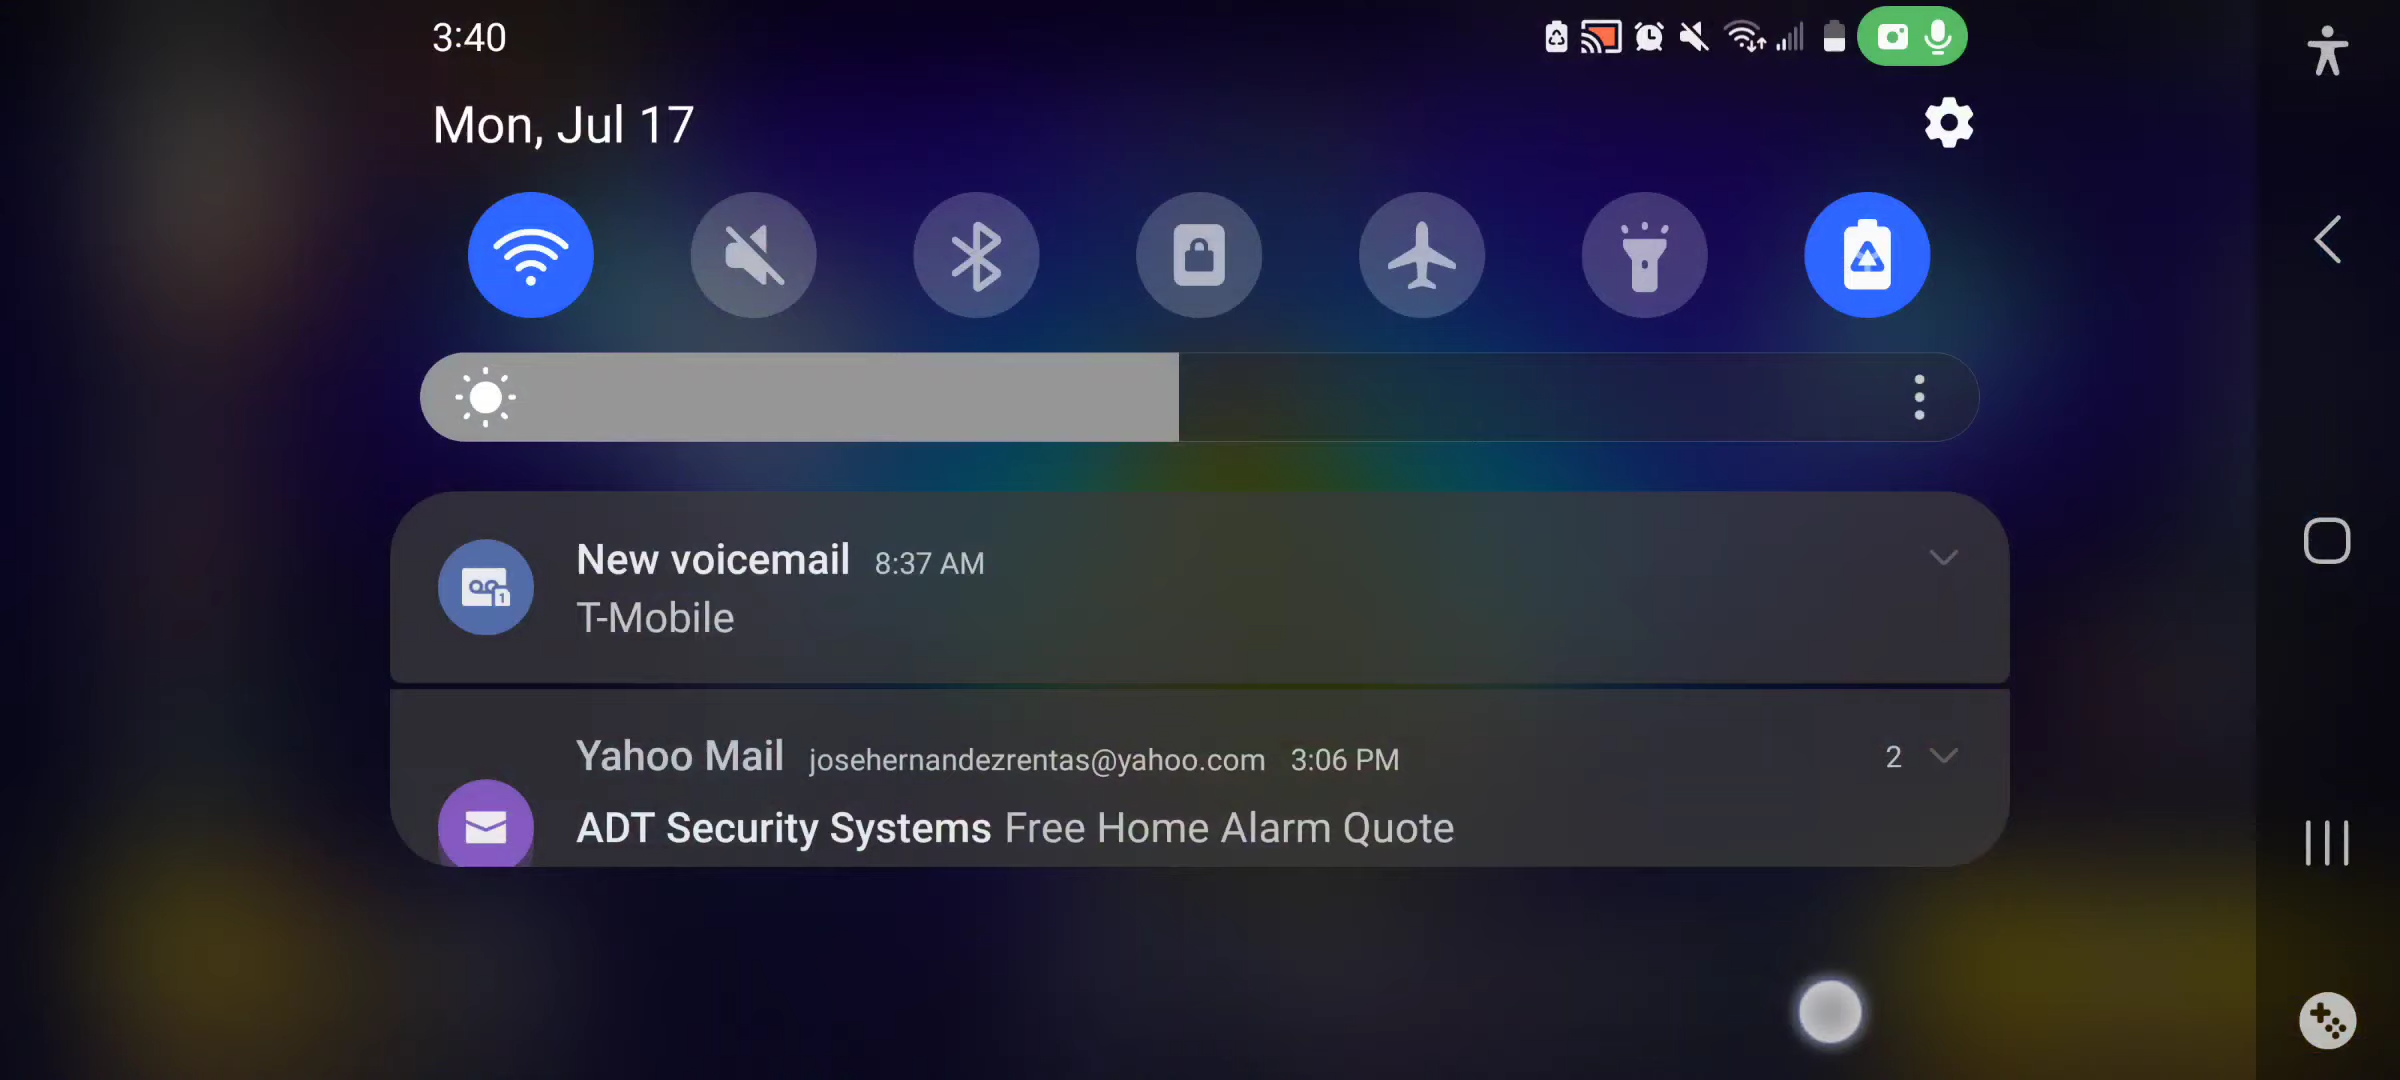 3:40
Mon, Jul 17
New voicemail 8:37 AM
T-Mobile
Yahoo Mail josehernandezrentas@yahoo.com 3:06 PM 2
ADT Security Systems Free Home Alarm Quote